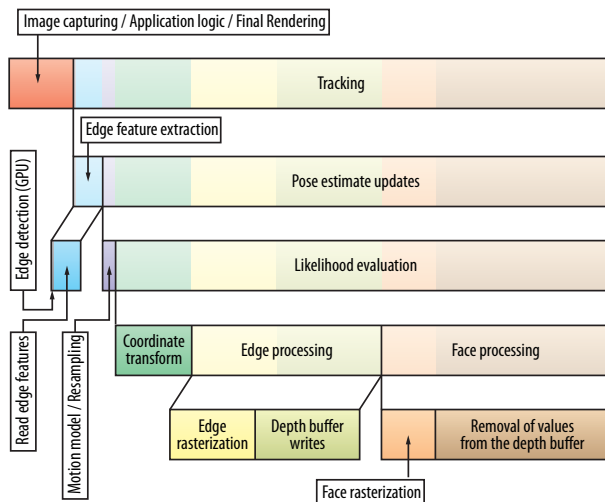 Image capturing / Application logic / Final Rendering
Tracking
Edge feature extraction
Pose estimate updates
Edge detection (GPU)
Likelihood evaluation
Read edge features
Motion model / Resampling
Coordinate
transform
Edge processing
Face processing
Edge
rasterization
Depth buffer
writes
Removal of values
from the depth buffer
Face rasterization